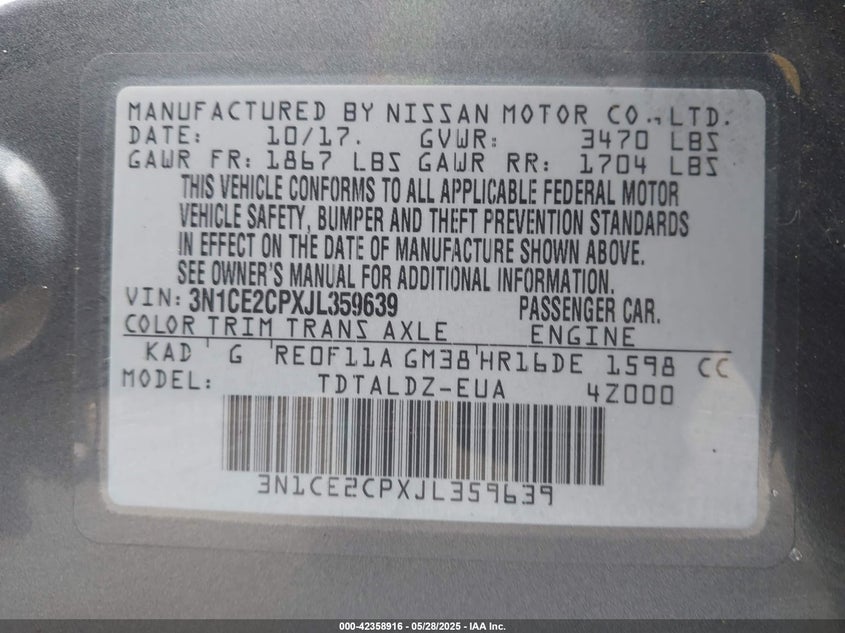 MANUFACTURED BY NISSAN MOTOR CO.,LTD.
DATE: 10/17. GVWR: 3470 LBS
GAWR FR: 1867 LBS GAWR RR: 1704 LBS
THIS VEHICLE CONFORMS TO ALL APPLICABLE FEDERAL MOTOR
VEHICLE SAFETY, BUMPER AND THEFT PREVENTION STANDARDS
IN EFFECT ON THE DATE OF MANUFACTURE SHOWN ABOVE.
SEE OWNER'S MANUAL FOR ADDITIONAL INFORMATION.
VIN: 3N1CE2CPXJL359639 PASSENGER CAR.
COLOR TRIM TRANS AXLE ENGINE
KAD G RE0F11A GM38 HR16DE 1598 CC
MODEL: TDTALDZ-EUA 4Z000
3N1CE2CPXJL359639
000-42358916 — 05/28/2025 — IAA Inc.